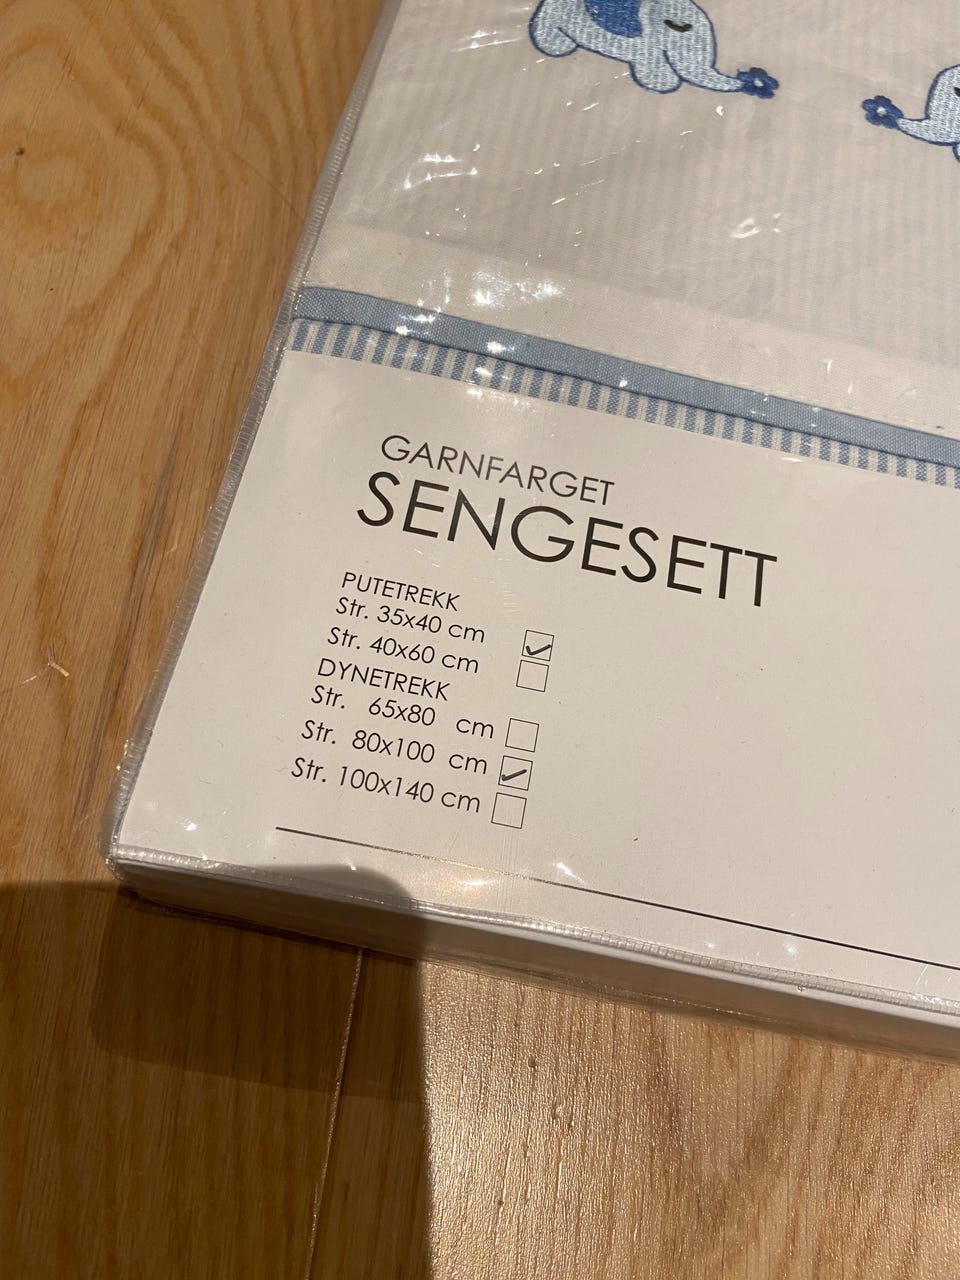 GARNFARGET
SENGESETT
PUTETREKK
Str. 35x40 cm
Str. 40x60 cm
DYNETREKK
Str. 65x80 cm
Str. 80x100 cm
Str. 100x140 cm